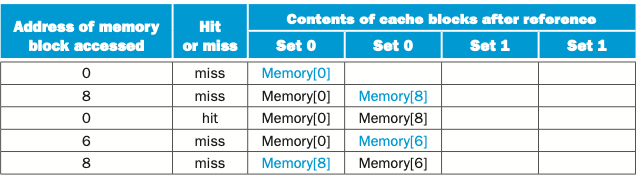 Address of memory block accessed | Hit or miss | Contents of cache blocks after reference
Set 0 | Set 0 | Set 1 | Set 1
0 | miss | Memory[0] | | |
8 | miss | Memory[0] | Memory[8] | |
0 | hit | Memory[0] | Memory[8] | |
6 | miss | Memory[0] | Memory[6] | |
8 | miss | Memory[8] | Memory[6] | |